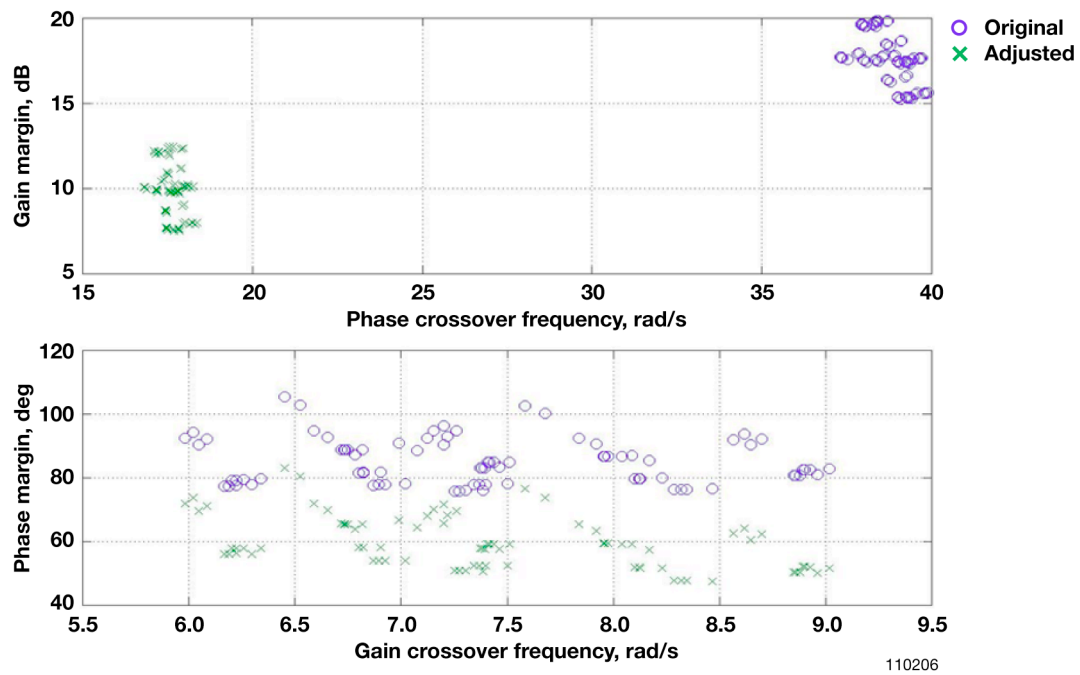 20
15
10
5
Gain margin, dB
15 20 25 30 35 40
Phase crossover frequency, rad/s
Original
Adjusted
120
100
80
60
40
Phase margin, deg
5.5 6.0 6.5 7.0 7.5 8.0 8.5 9.0 9.5
Gain crossover frequency, rad/s
110206